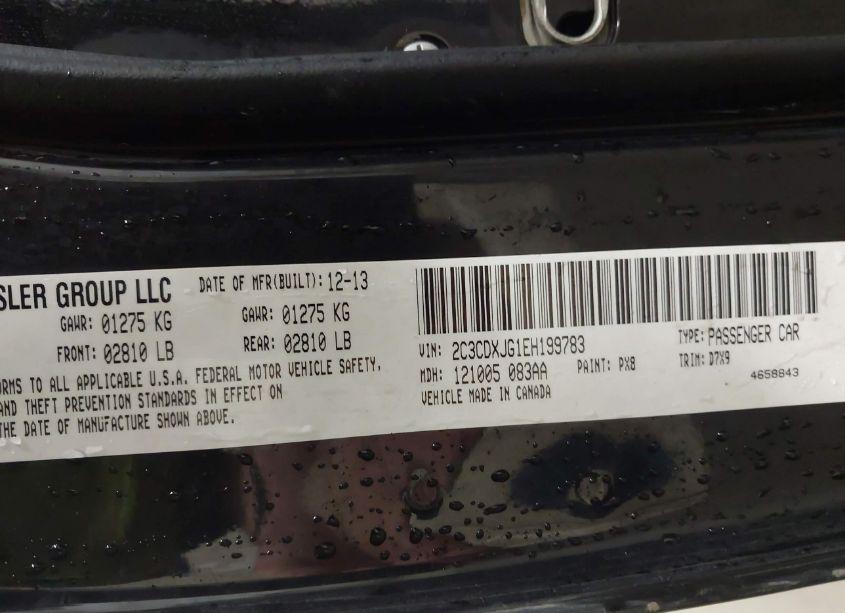 SLER GROUP LLC
DATE OF MFR(BUILT): 12-13
GAWR: 01275 KG
GAWR: 01275 KG
FRONT: 02810 LB
REAR: 02810 LB
ORMS TO ALL APPLICABLE U.S.A. FEDERAL MOTOR VEHICLE SAFETY,
AND THEFT PREVENTION STANDARDS IN EFFECT ON
THE DATE OF MANUFACTURE SHOWN ABOVE.
VIN: 2C3CDXJG1EH199783
TYPE: PASSENGER CAR
MDH: 121005 083AA
PAINT: PX8
TRIM: D7X9
VEHICLE MADE IN CANADA
4658843